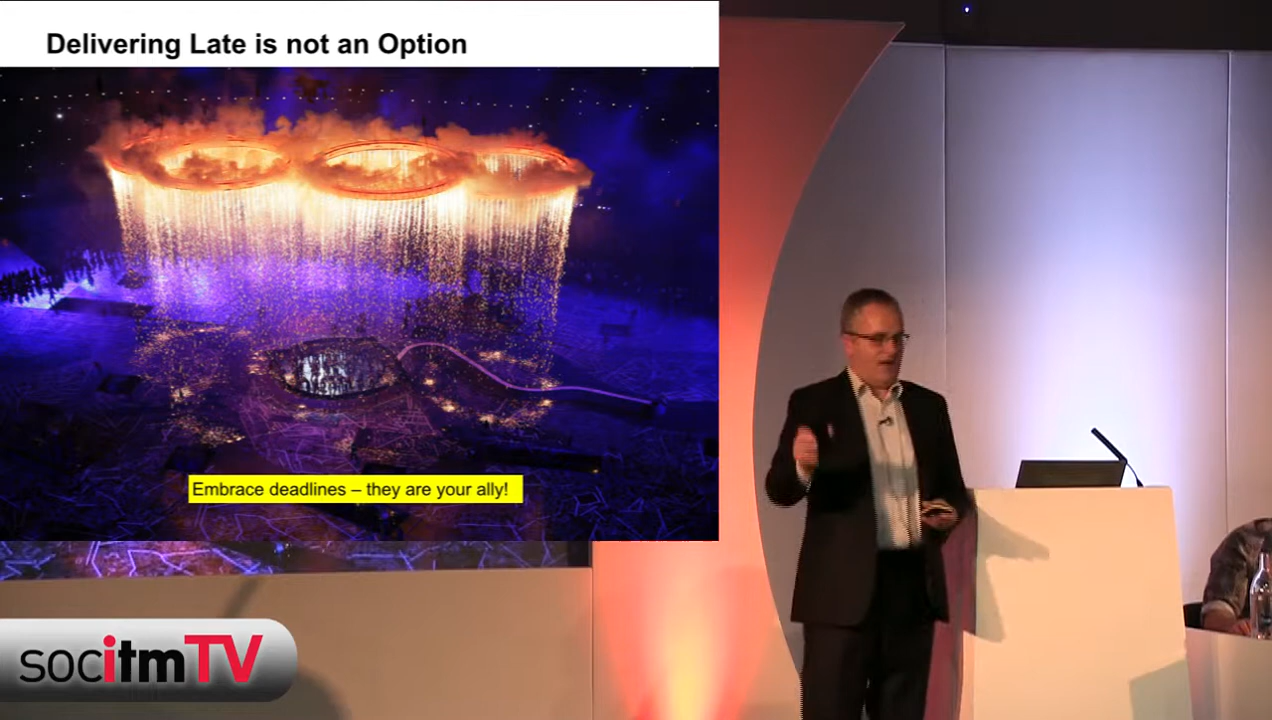 Delivering Late is not an Option
Embrace deadlines – they are your ally!
socitmTV